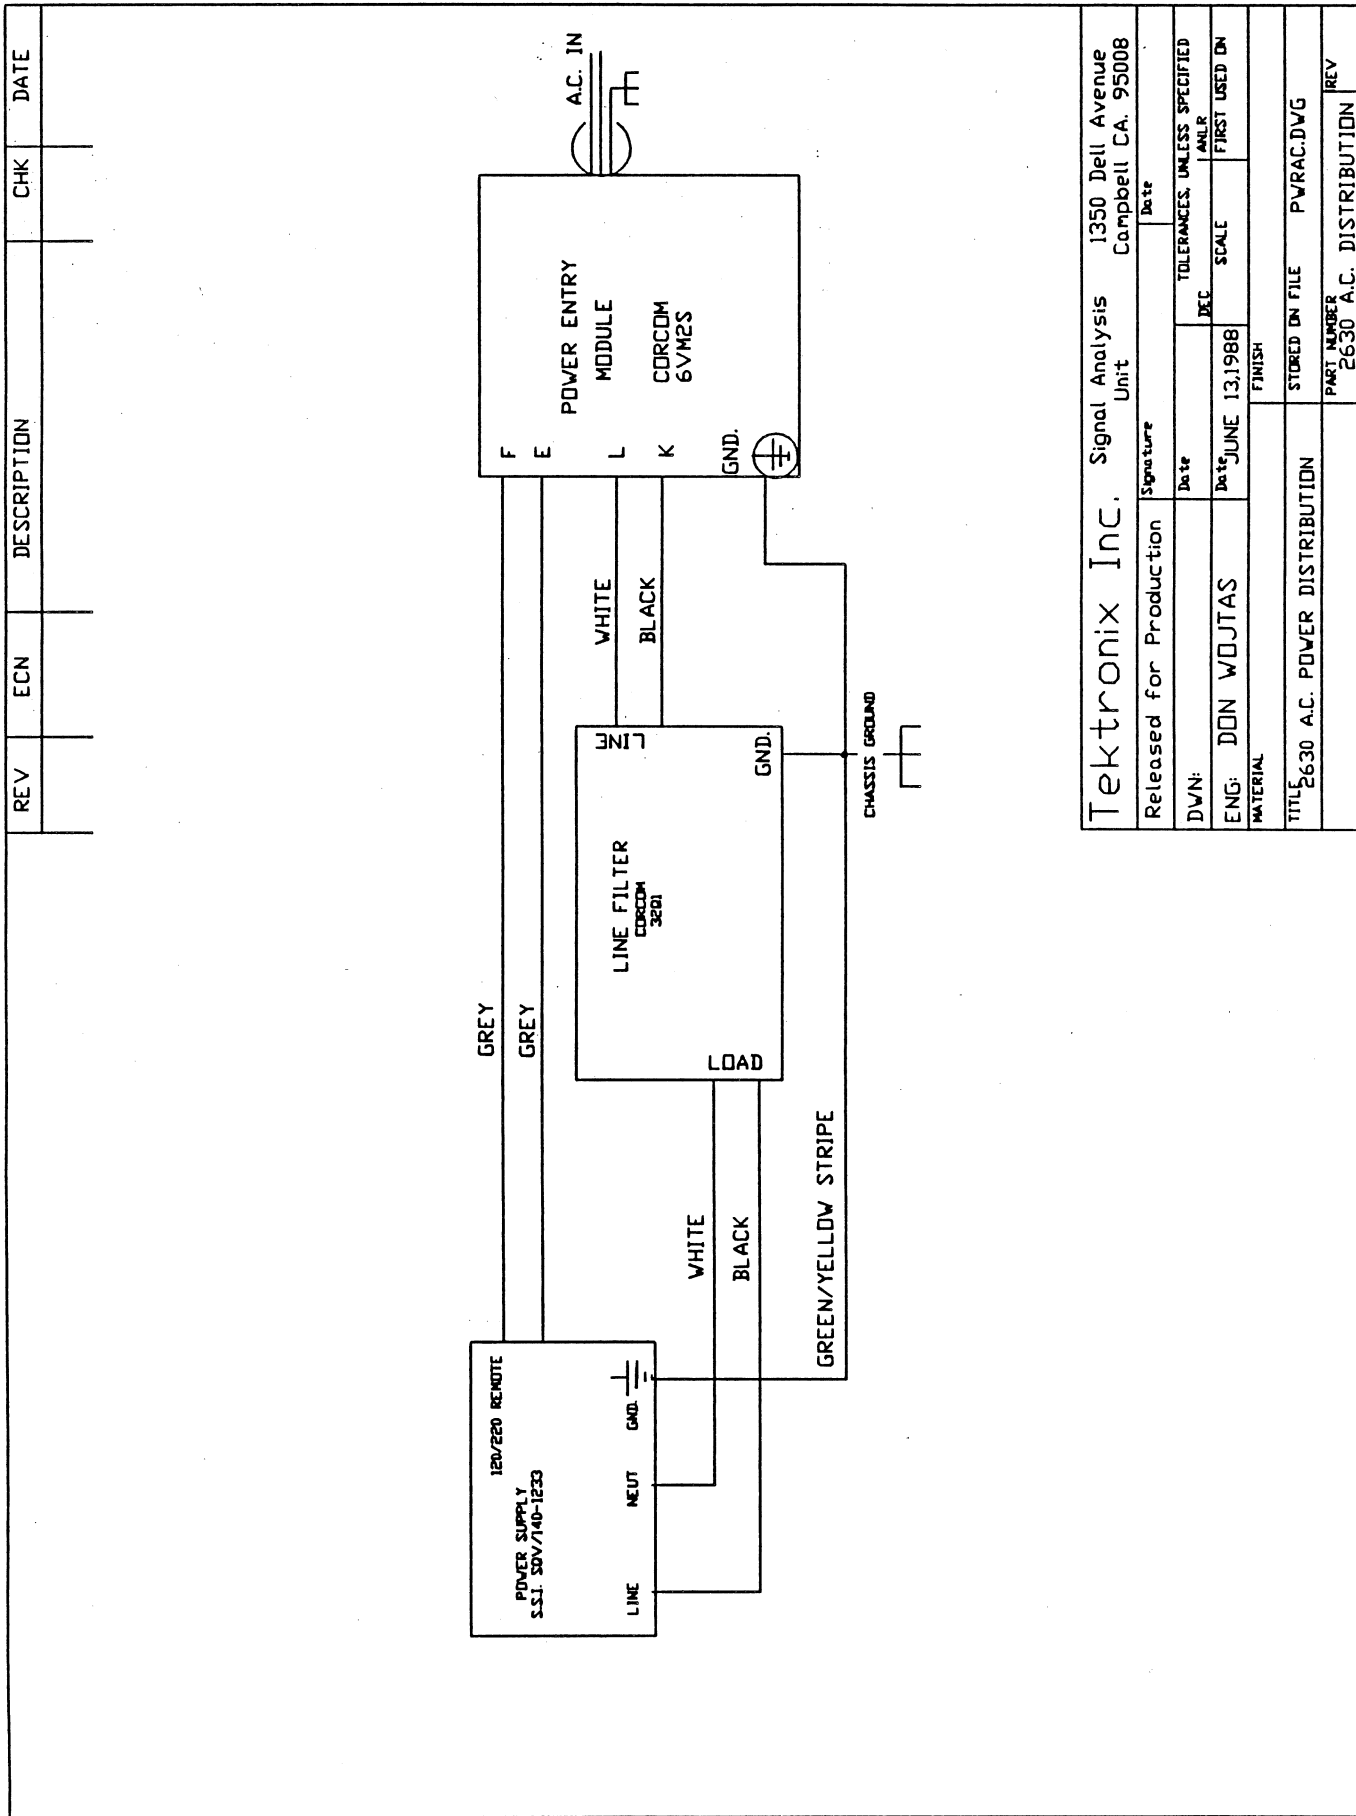 REV ECN DESCRIPTION CHK DATE
A.C. IN
GREY
GREY
120/220 REMOTE
POWER SUPPLY
S.S.I. SQV/140-1233
LINE NEUT GND.
WHITE
BLACK
GREEN/YELLOW STRIPE
LINE FILTER
CORCOM
32Q1
LOAD
LINE
GND.
CHASSIS GROUND
WHITE
BLACK
F
E
L
K
GND.
POWER ENTRY
MODULE
CORCOM
6VM2S
Tektronix Inc. Signal Analysis 1350 Dell Avenue
Unit Campbell CA. 95008
Released for Production Signature Date
DWN: Date TOLERANCES, UNLESS SPECIFIED
DEC ANLR
ENG: DON WOJTAS Date JUNE 13,1988 SCALE FIRST USED ON
MATERIAL FINISH
TITLE 2630 A.C. POWER DISTRIBUTION STORED ON FILE PWRAC.DWG
PART NUMBER REV
2630 A.C. DISTRIBUTION